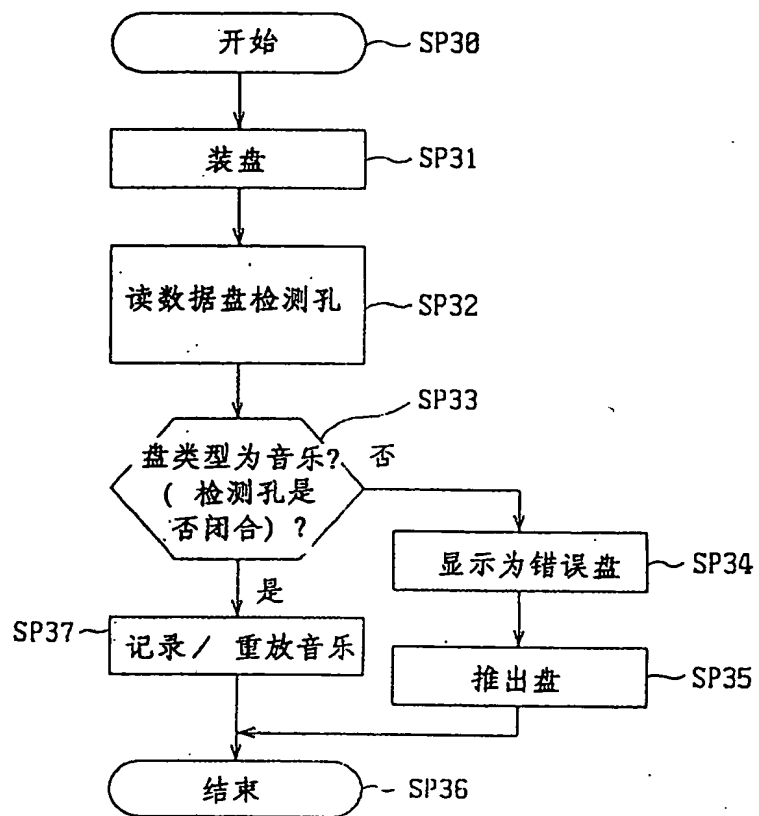 开始
SP30
装盘
SP31
读数据盘检测孔
SP32
SP33
盘类型为音乐? 否
( 检测孔是
否闭合) ?
显示为错误盘
SP34
是
SP37
记录/ 重放音乐
推出盘
SP35
结束
SP36